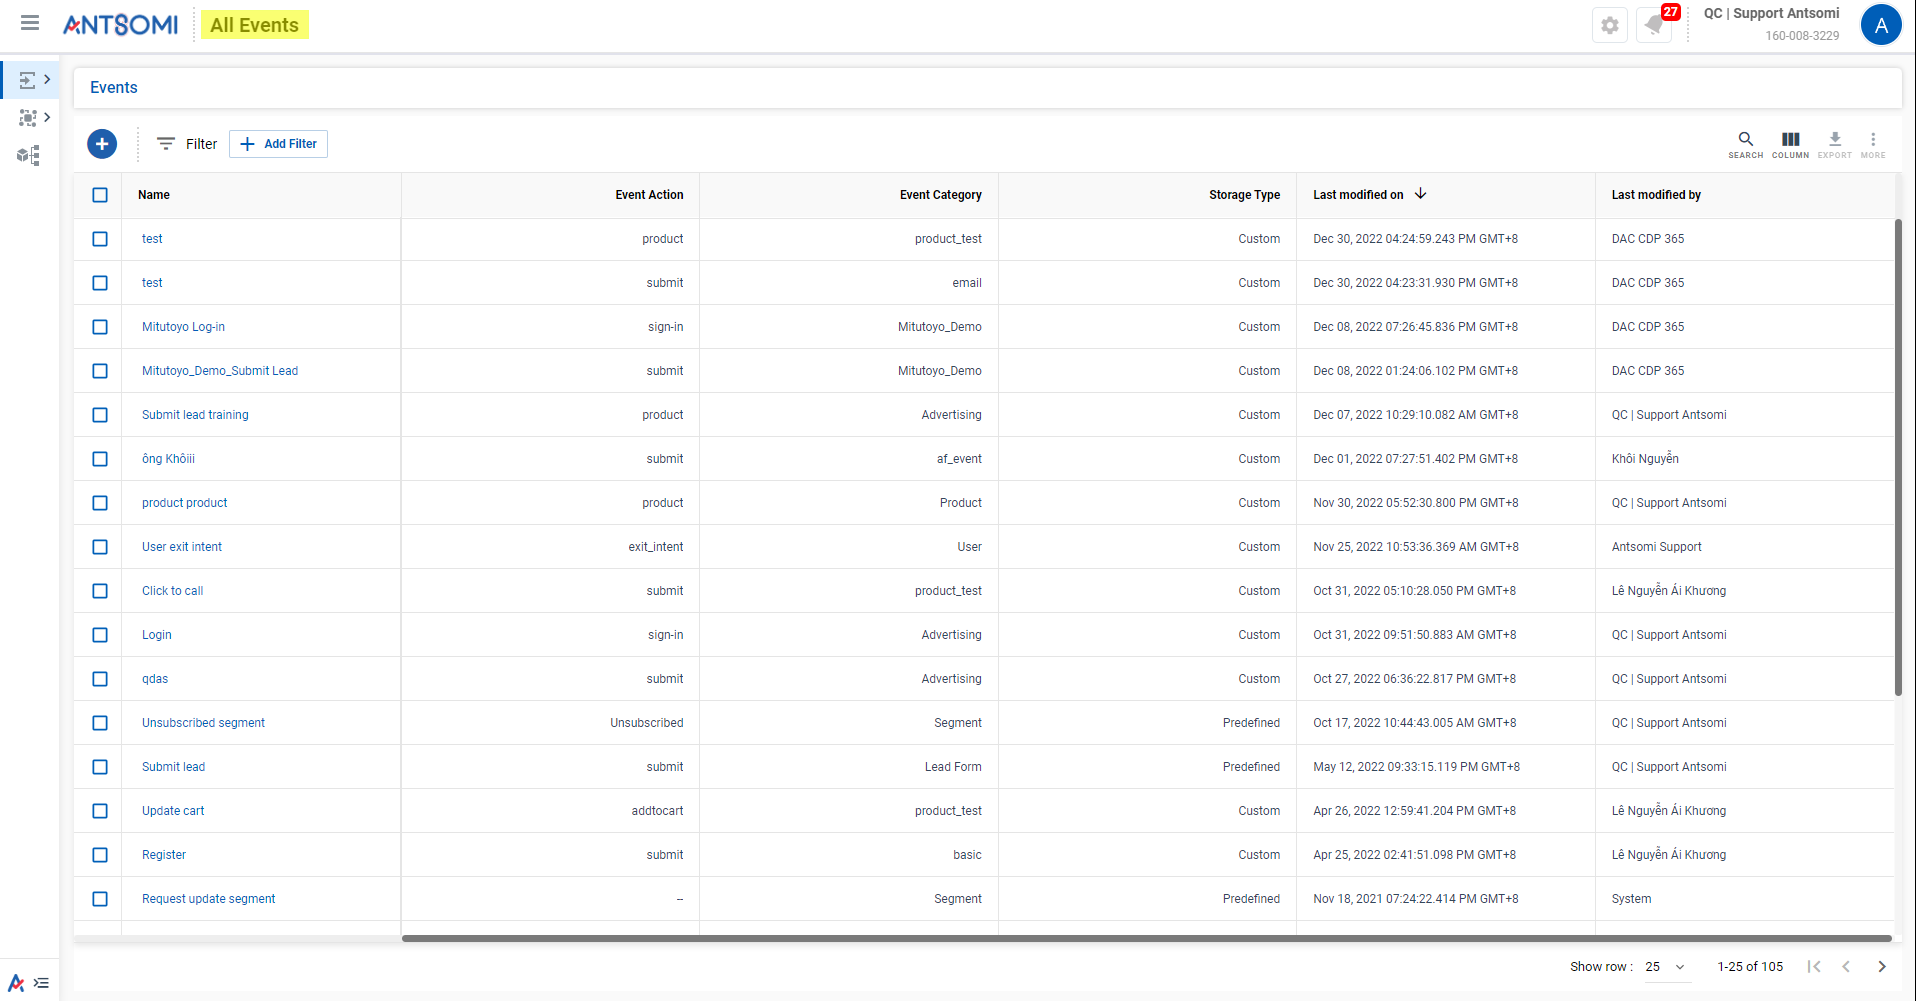 ANTSOMI All Events 27 QC | Support Antsomi A
160-008-3229
Events
Filter Add Filter SEARCH COLUMN EXPORT MORE
Name Event Action Event Category Storage Type Last modified on Last modified by
test product product_test Custom Dec 30, 2022 04:24:59.243 PM GMT+8 DAC CDP 365
test submit email Custom Dec 30, 2022 04:23:31.930 PM GMT+8 DAC CDP 365
Mitutoyo Log-in sign-in Mitutoyo_Demo Custom Dec 08, 2022 07:26:45.836 PM GMT+8 DAC CDP 365
Mitutoyo_Demo_Submit Lead submit Mitutoyo_Demo Custom Dec 08, 2022 01:24:06.102 PM GMT+8 DAC CDP 365
Submit lead training product Advertising Custom Dec 07, 2022 10:29:10.082 AM GMT+8 QC | Support Antsomi
ông Khôiii submit af_event Custom Dec 01, 2022 07:27:51.402 PM GMT+8 Khôi Nguyễn
product product product Product Custom Nov 30, 2022 05:52:30.800 PM GMT+8 QC | Support Antsomi
User exit intent exit_intent User Custom Nov 25, 2022 10:53:36.369 AM GMT+8 Antsomi Support
Click to call submit product_test Custom Oct 31, 2022 05:10:28.050 PM GMT+8 Lê Nguyễn Ái Khương
Login sign-in Advertising Custom Oct 31, 2022 09:51:50.883 AM GMT+8 QC | Support Antsomi
qdas submit Advertising Custom Oct 27, 2022 06:36:22.817 PM GMT+8 QC | Support Antsomi
Unsubscribed segment Unsubscribed Segment Predefined Oct 17, 2022 10:44:43.005 AM GMT+8 QC | Support Antsomi
Submit lead submit Lead Form Predefined May 12, 2022 09:33:15.119 PM GMT+8 QC | Support Antsomi
Update cart addtocart product_test Custom Apr 26, 2022 12:59:41.204 PM GMT+8 Lê Nguyễn Ái Khương
Register submit basic Custom Apr 25, 2022 02:41:51.098 PM GMT+8 Lê Nguyễn Ái Khương
Request update segment -- Segment Predefined Nov 18, 2021 07:24:22.414 PM GMT+8 System
Show row : 25 1-25 of 105